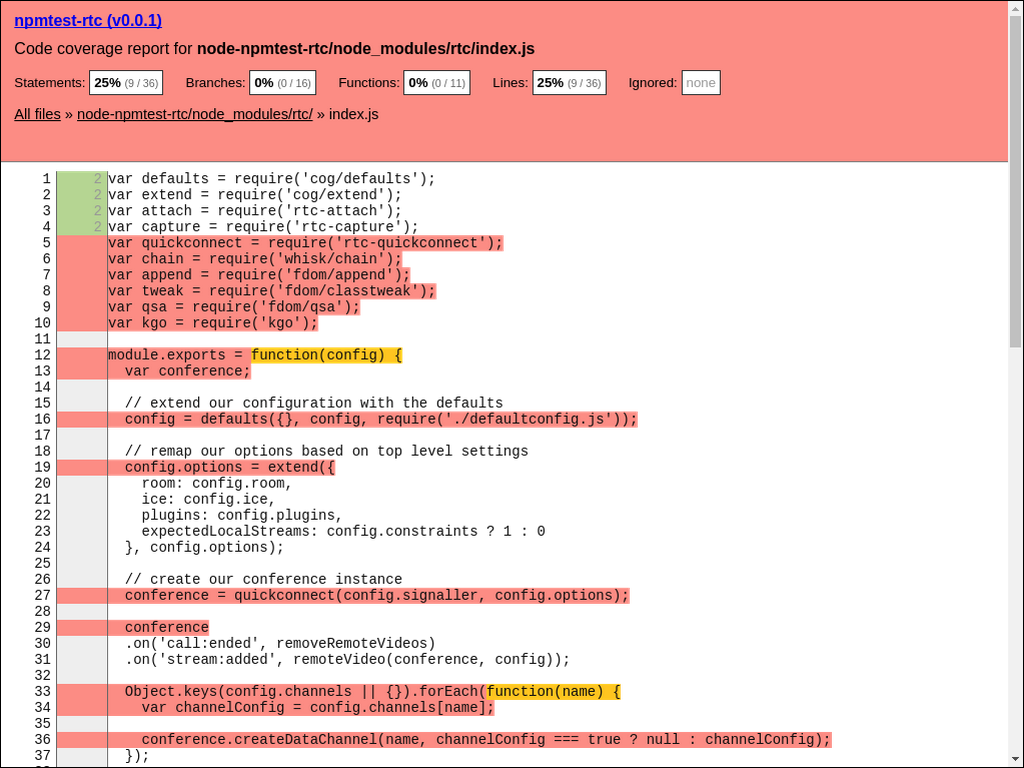 npmtest-rtc (v0.0.1)
Code coverage report for node-npmtest-rtc/node_modules/rtc/index.js
Statements: 25% (9 / 36) Branches: 0% (0 / 16) Functions: 0% (0 / 11) Lines: 25% (9 / 36) Ignored: none
All files » node-npmtest-rtc/node_modules/rtc/ » index.js
1 2 var defaults = require('cog/defaults');
2 2 var extend = require('cog/extend');
3 2 var attach = require('rtc-attach');
4 2 var capture = require('rtc-capture');
5 var quickconnect = require('rtc-quickconnect');
6 var chain = require('whisk/chain');
7 var append = require('fdom/append');
8 var tweak = require('fdom/classtweak');
9 var qsa = require('fdom/qsa');
10 var kgo = require('kgo');
11
12 module.exports = function(config) {
13   var conference;
14
15   // extend our configuration with the defaults
16   config = defaults({}, config, require('./defaultconfig.js'));
17
18   // remap our options based on top level settings
19   config.options = extend({
20     room: config.room,
21     ice: config.ice,
22     plugins: config.plugins,
23     expectedLocalStreams: config.constraints ? 1 : 0
24   }, config.options);
25
26   // create our conference instance
27   conference = quickconnect(config.signaller, config.options);
28
29   conference
30   .on('call:ended', removeRemoteVideos)
31   .on('stream:added', remoteVideo(conference, config));
32
33   Object.keys(config.channels || {}).forEach(function(name) {
34     var channelConfig = config.channels[name];
35
36     conference.createDataChannel(name, channelConfig === true ? null : channelConfig);
37   });